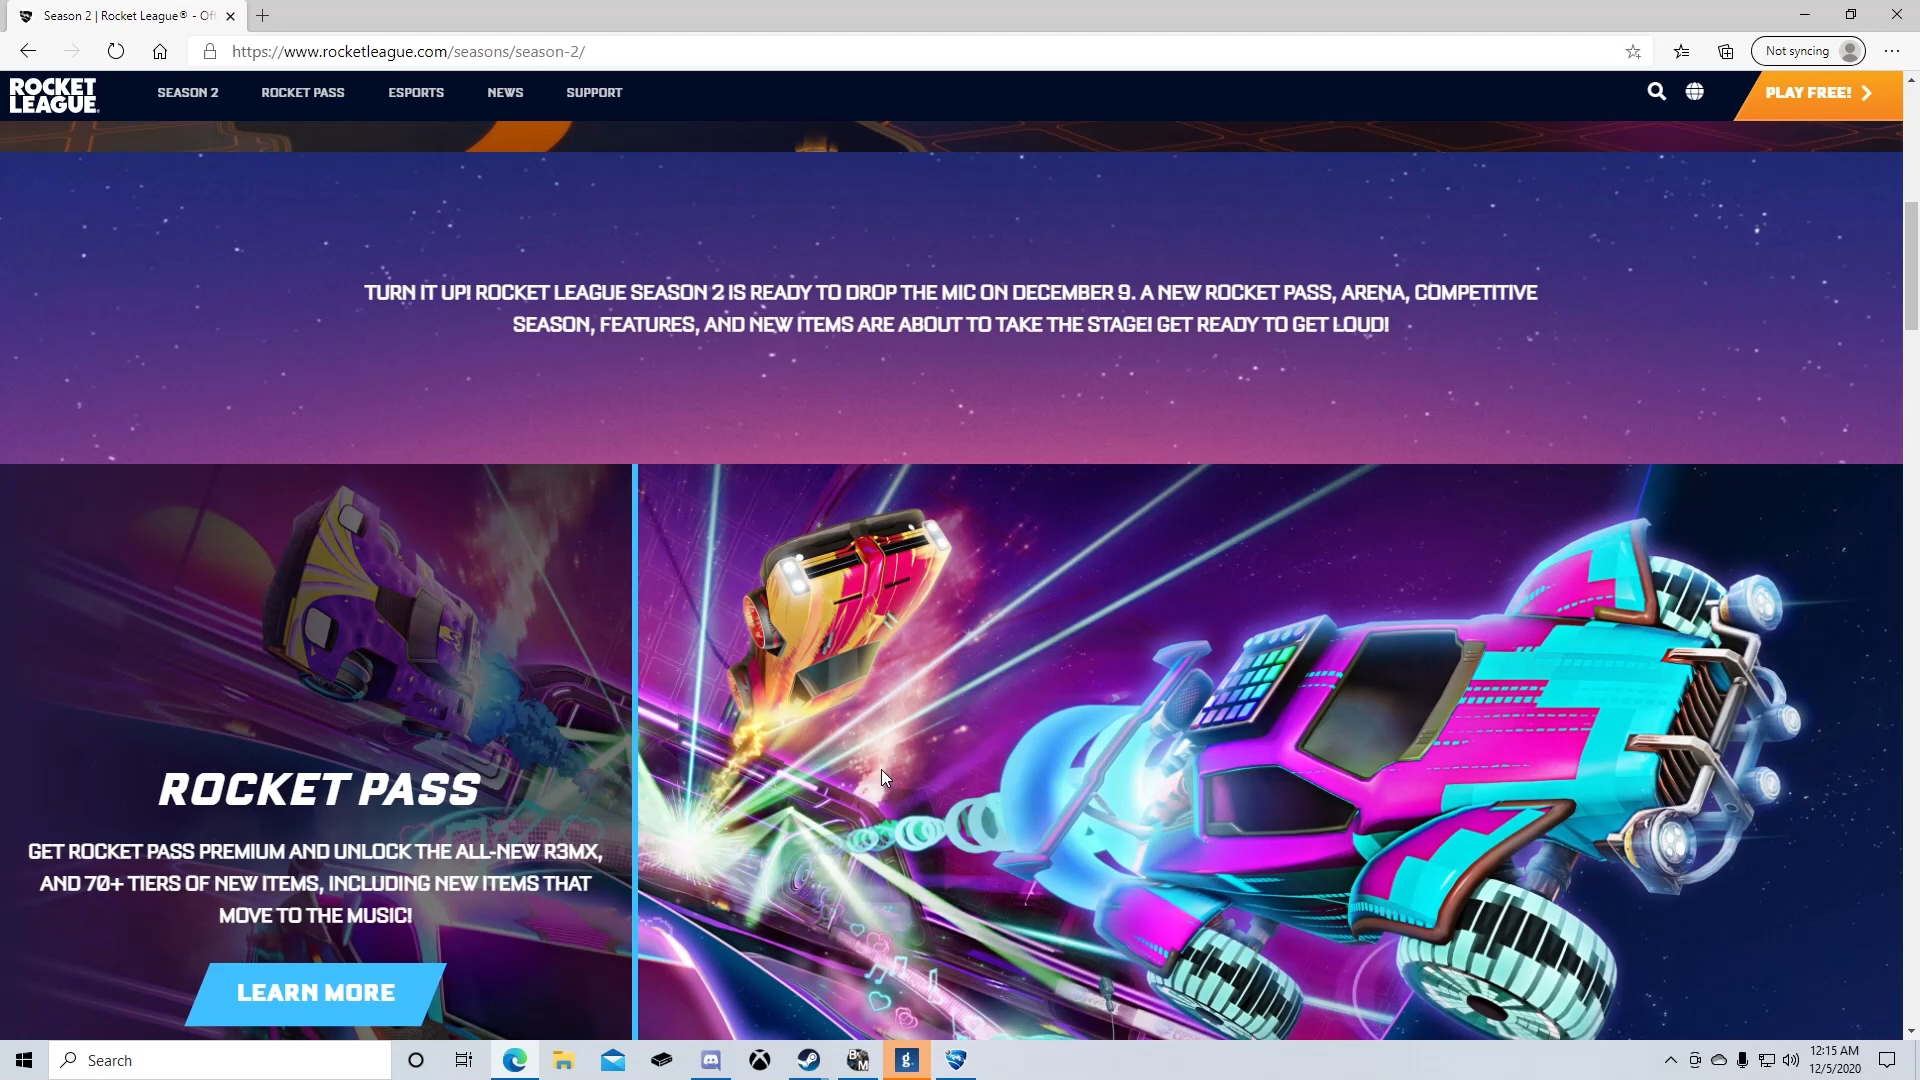 Season 2 | Rocket League® - Off
https://www.rocketleague.com/seasons/season-2/
Not syncing
ROCKET
LEAGUE
SEASON 2
ROCKET PASS
ESPORTS
NEWS
SUPPORT
PLAY FREE!
TURN IT UP! ROCKET LEAGUE SEASON 2 IS READY TO DROP THE MIC ON DECEMBER 9. A NEW ROCKET PASS, ARENA, COMPETITIVE
SEASON, FEATURES, AND NEW ITEMS ARE ABOUT TO TAKE THE STAGE! GET READY TO GET LOUD!
ROCKET PASS
GET ROCKET PASS PREMIUM AND UNLOCK THE ALL-NEW R3MX,
AND 70+ TIERS OF NEW ITEMS, INCLUDING NEW ITEMS THAT
MOVE TO THE MUSIC!
LEARN MORE
Search
B
M
g.
12:15 AM
12/5/2020